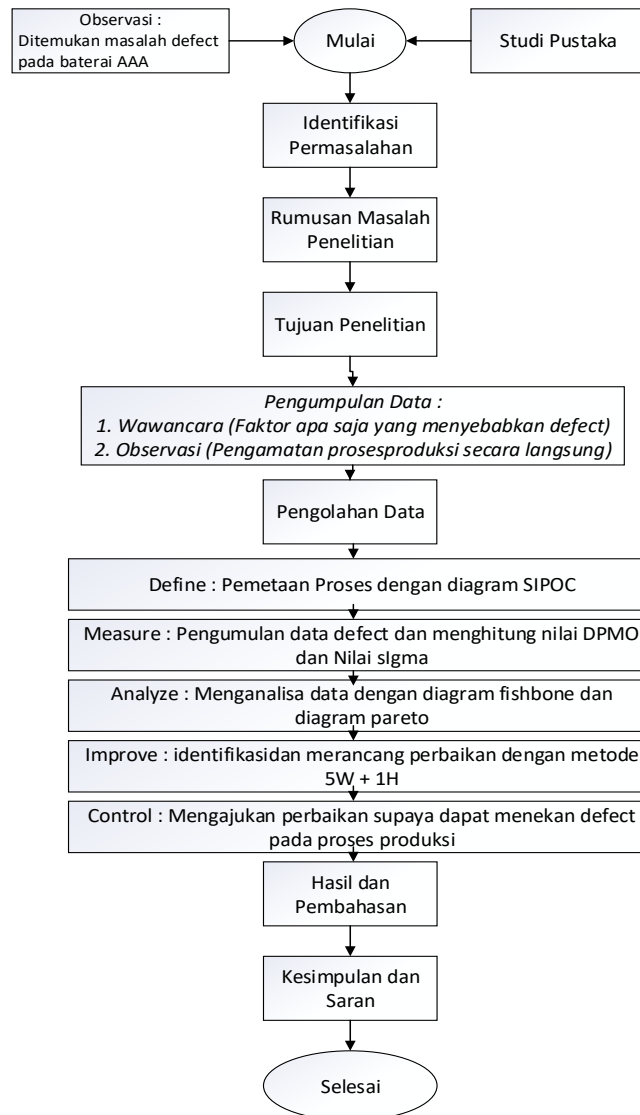 Observasi :
Ditemukan masalah defect
pada baterai AAA
Mulai
Studi Pustaka
Identifikasi
Permasalahan
Rumusan Masalah
Penelitian
Tujuan Penelitian
Pengumpulan Data :
1. Wawancara (Faktor apa saja yang menyebabkan defect)
2. Observasi (Pengamatan prosesproduksi secara langsung)
Pengolahan Data
Define : Pemetaan Proses dengan diagram SIPOC
Measure : Pengumulan data defect dan menghitung nilai DPMO
dan Nilai sIgma
Analyze : Menganalisa data dengan diagram fishbone dan
diagram pareto
Improve : identifikasidan merancang perbaikan dengan metode
5W + 1H
Control : Mengajukan perbaikan supaya dapat menekan defect
pada proses produksi
Hasil dan
Pembahasan
Kesimpulan dan
Saran
Selesai